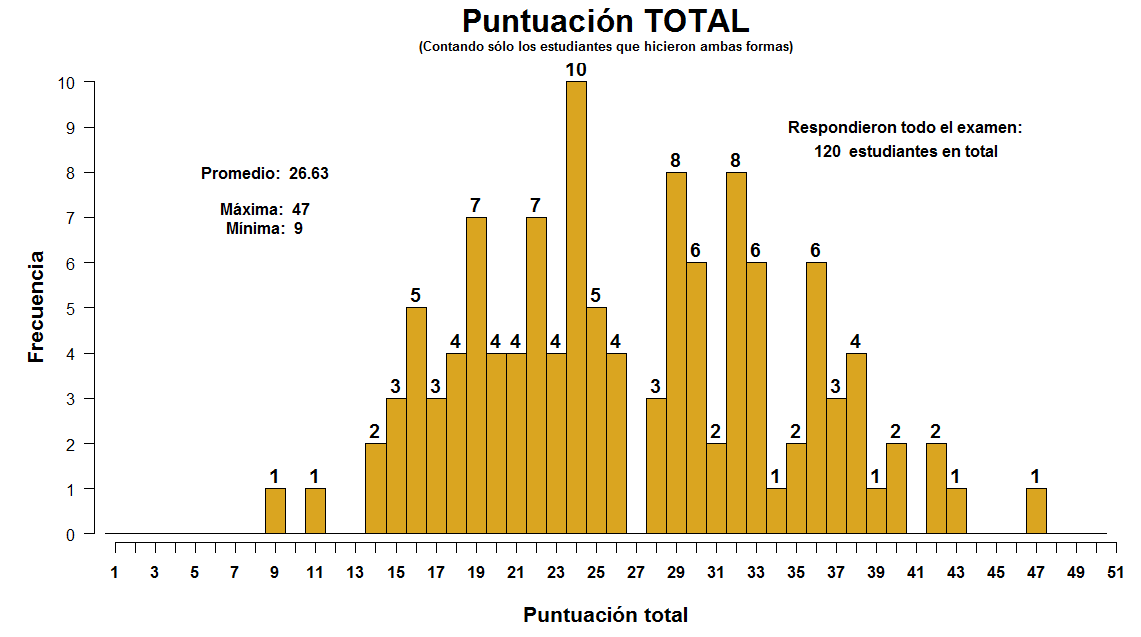 Puntuación TOTAL
(Contando sólo los estudiantes que hicieron ambas formas)
Respondieron todo el examen:
120 estudiantes en total
Promedio: 26.63
Máxima: 47
Mínima: 9
Frecuencia
10
9
8
7
6
5
4
3
2
1
0
1 1 2 3 5 3 4 7 4 4 7 4 10 5 4 3 8 6 2 8 6 1 2 6 3 4 1 2 2 1 1
1 3 5 7 9 11 13 15 17 19 21 23 25 27 29 31 33 35 37 39 41 43 45 47 49 51
Puntuación total